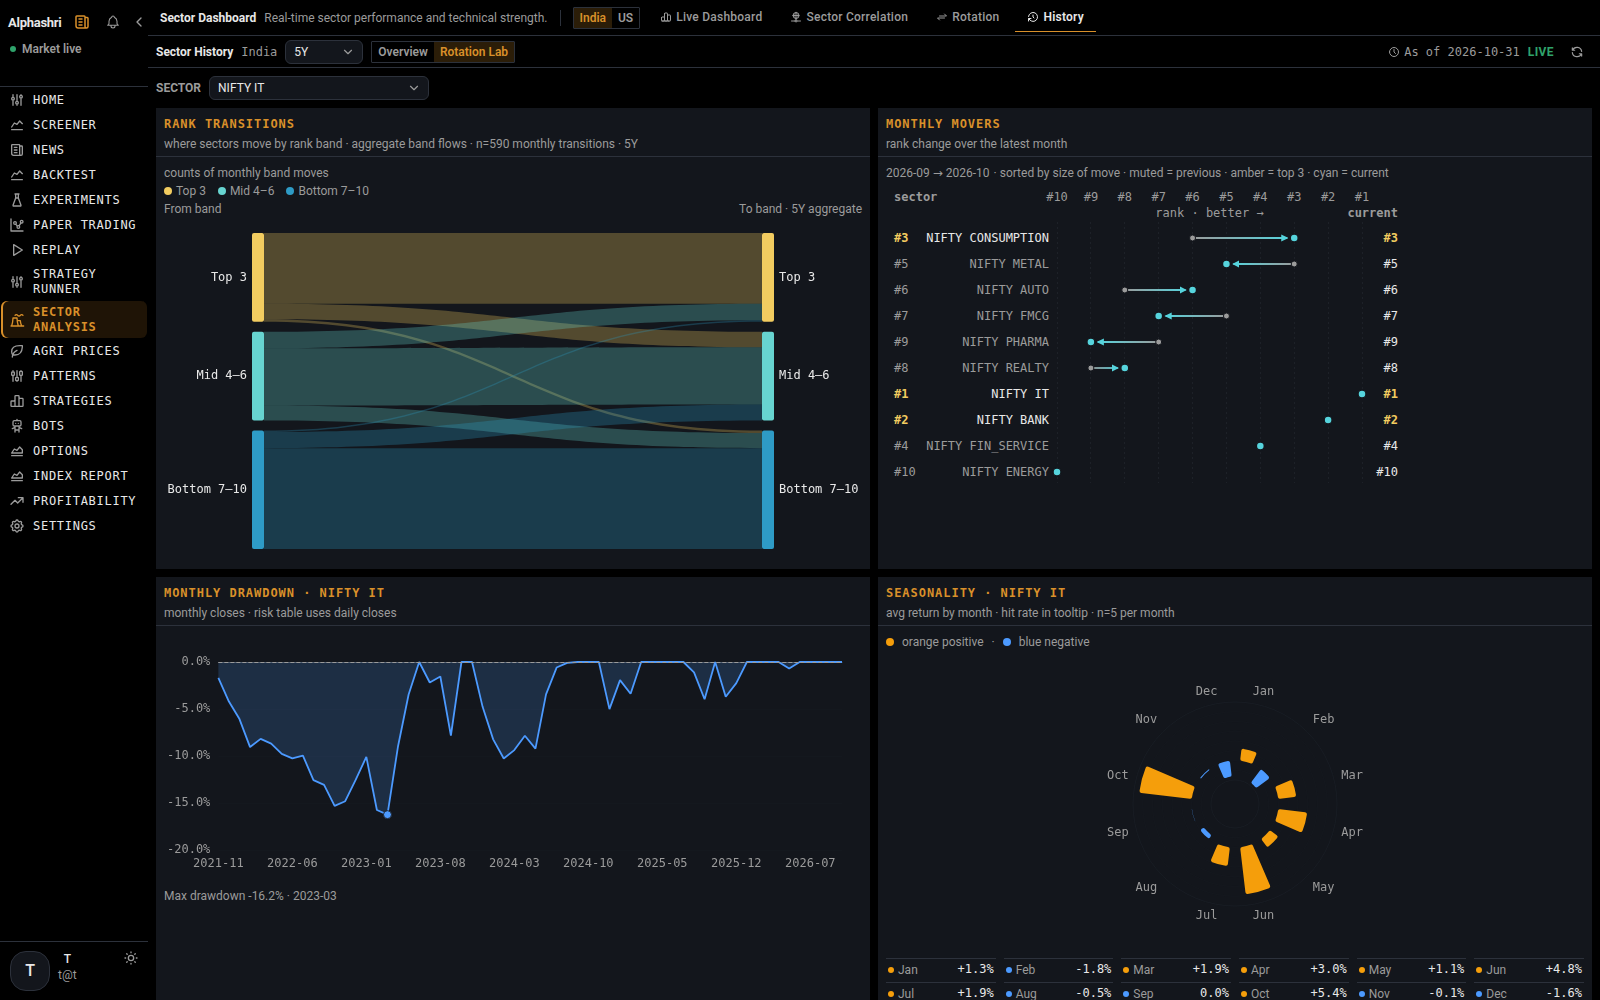 Alphashri
Market live
HOME
SCREENER
NEWS
BACKTEST
EXPERIMENTS
PAPER TRADING
REPLAY
STRATEGY
RUNNER
SECTOR
ANALYSIS
AGRI PRICES
PATTERNS
STRATEGIES
BOTS
OPTIONS
INDEX REPORT
PROFITABILITY
SETTINGS
T
T
t@t
Sector Dashboard Real-time sector performance and technical strength. India US Live Dashboard Sector Correlation Rotation History
Sector History India 5Y Overview Rotation Lab As of 2026-10-31 LIVE
SECTOR NIFTY IT
RANK TRANSITIONS
where sectors move by rank band · aggregate band flows · n=590 monthly transitions · 5Y
counts of monthly band moves
Top 3 Mid 4–6 Bottom 7–10
From band To band · 5Y aggregate
Top 3 Top 3
Mid 4–6 Mid 4–6
Bottom 7–10 Bottom 7–10
MONTHLY MOVERS
rank change over the latest month
2026-09 → 2026-10 · sorted by size of move · muted = previous · amber = top 3 · cyan = current
sector #10 #9 #8 #7 #6 #5 #4 #3 #2 #1
rank · better → current
#3 NIFTY CONSUMPTION #3
#5 NIFTY METAL #5
#6 NIFTY AUTO #6
#7 NIFTY FMCG #7
#9 NIFTY PHARMA #9
#8 NIFTY REALTY #8
#1 NIFTY IT #1
#2 NIFTY BANK #2
#4 NIFTY FIN_SERVICE #4
#10 NIFTY ENERGY #10
MONTHLY DRAWDOWN · NIFTY IT
monthly closes · risk table uses daily closes
0.0%
-5.0%
-10.0%
-15.0%
-20.0%
2021-11 2022-06 2023-01 2023-08 2024-03 2024-10 2025-05 2025-12 2026-07
Max drawdown -16.2% · 2023-03
SEASONALITY · NIFTY IT
avg return by month · hit rate in tooltip · n=5 per month
orange positive · blue negative
Dec Jan
Nov Feb
Oct Mar
Sep Apr
Aug May
Jul Jun
Jan +1.3% Feb -1.8% Mar +1.9% Apr +3.0% May +1.1% Jun +4.8%
Jul +1.9% Aug -0.5% Sep 0.0% Oct +5.4% Nov -0.1% Dec -1.6%